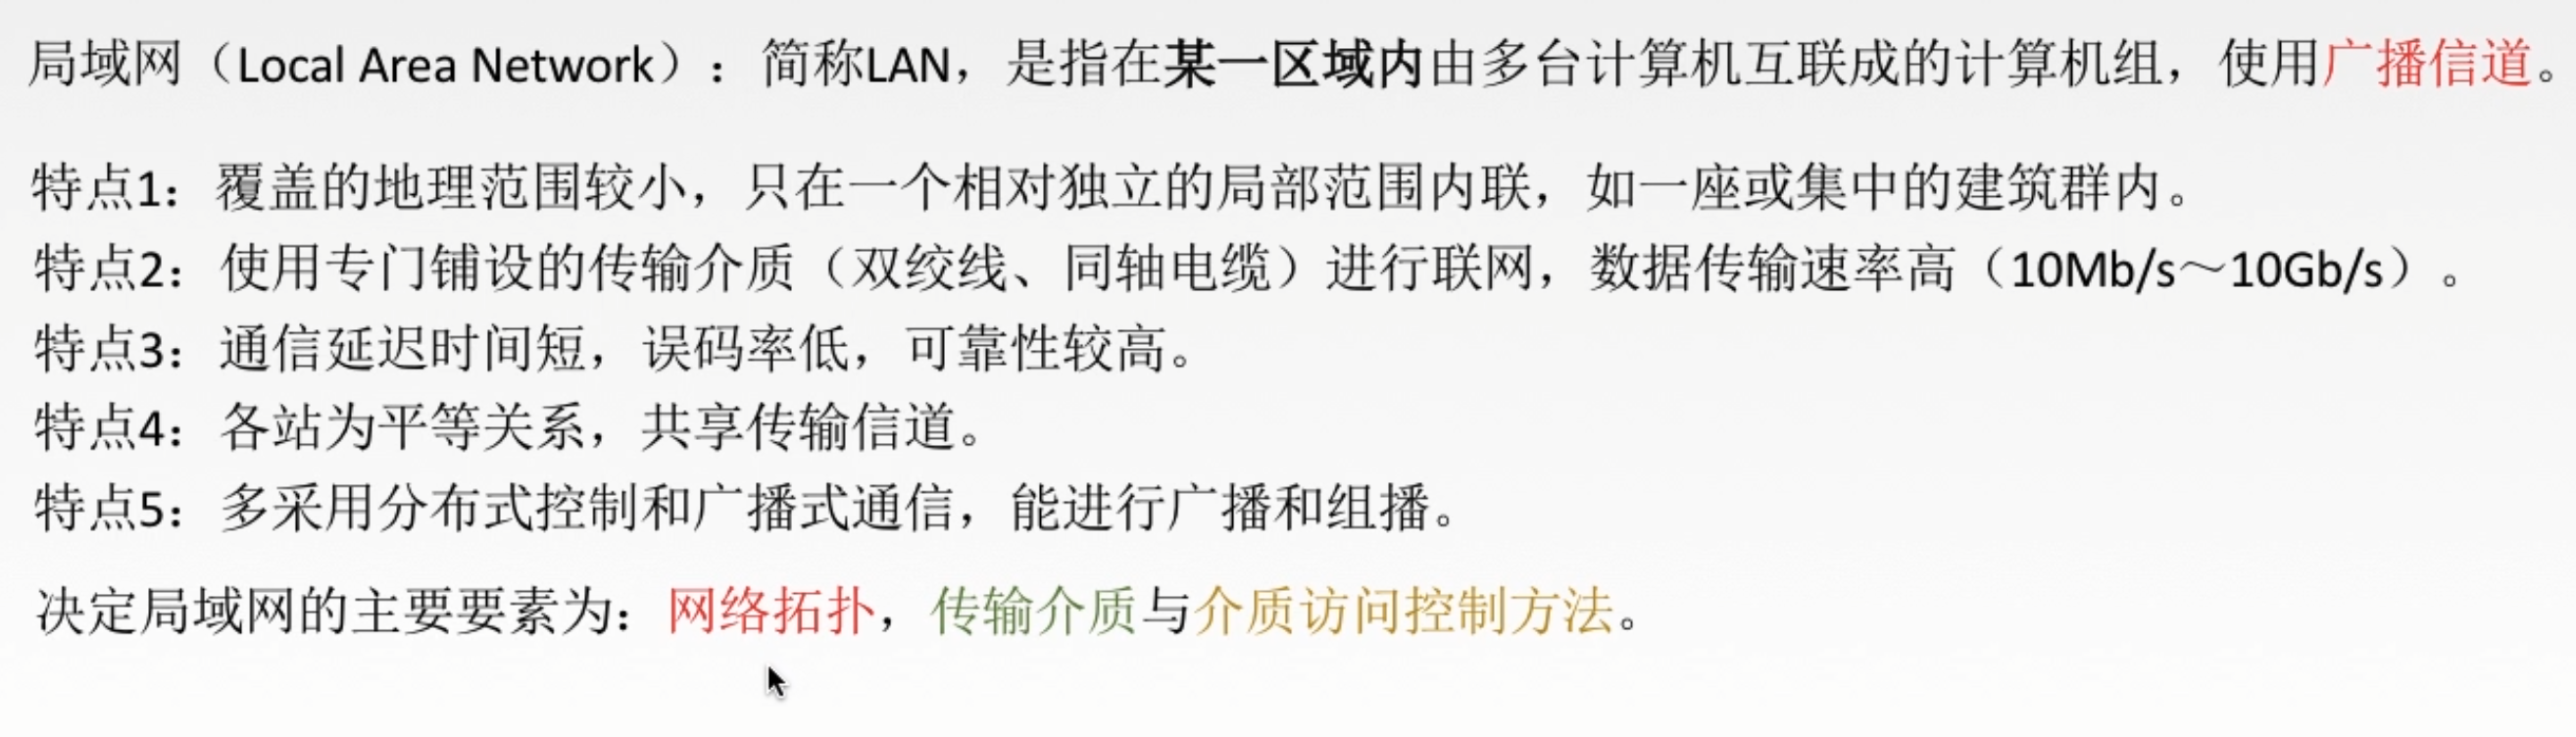 局域网（Local Area Network）：简称LAN，是指在某一区域内由多台计算机互联成的计算机组，使用广播信道。
特点1：覆盖的地理范围较小，只在一个相对独立的局部范围内联，如一座或集中的建筑群内。
特点2：使用专门铺设的传输介质（双绞线、同轴电缆）进行联网，数据传输速率高（10Mb/s～10Gb/s）。
特点3：通信延迟时间短，误码率低，可靠性较高。
特点4：各站为平等关系，共享传输信道。
特点5：多采用分布式控制和广播式通信，能进行广播和组播。
决定局域网的主要要素为：网络拓扑，传输介质与介质访问控制方法。